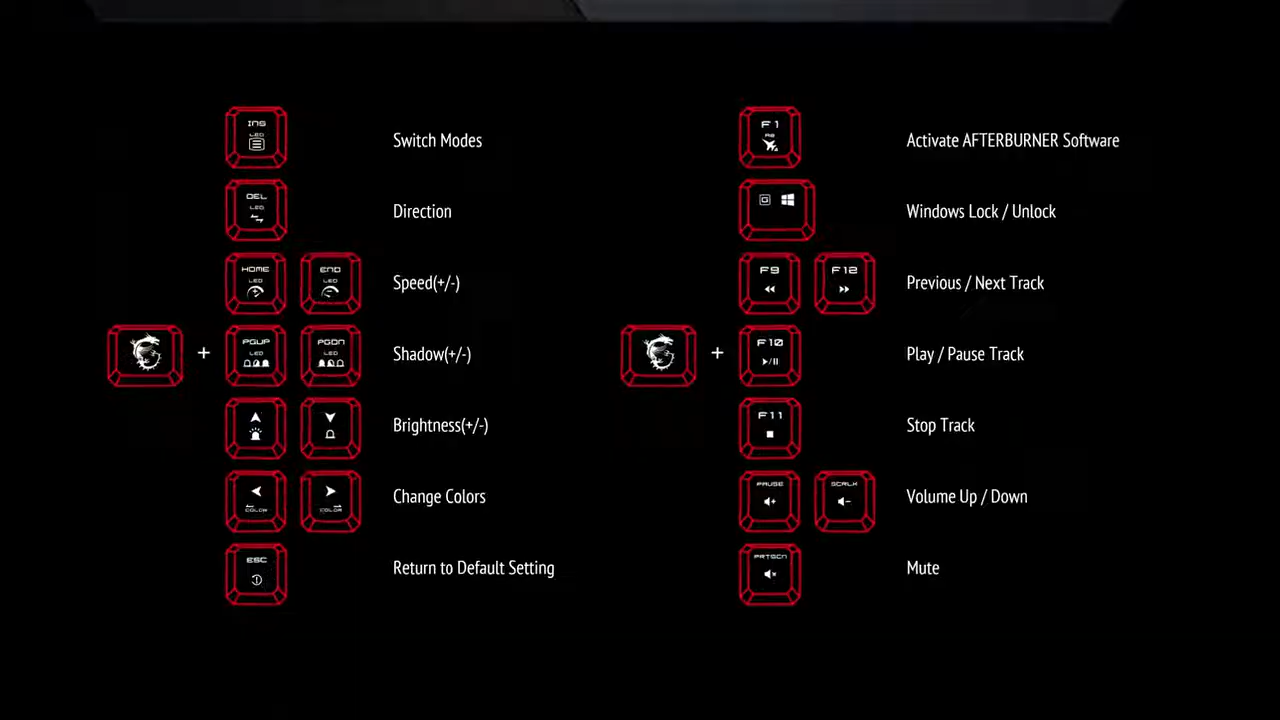 INS
LED
Switch Modes
DEL
LED
Direction
HOME
LED
END
LED
Speed(+/-)
+
PGUP
LED
PGDN
LED
Shadow(+/-)
Brightness(+/-)
COLOR
COLOR
Change Colors
ESC
Return to Default Setting
F1
AB
Activate AFTERBURNER Software
G
Windows Lock / Unlock
F9
F12
Previous / Next Track
+
F10
Play / Pause Track
F11
Stop Track
PAUSE
SCRLK
Volume Up / Down
PRTSCN
Mute